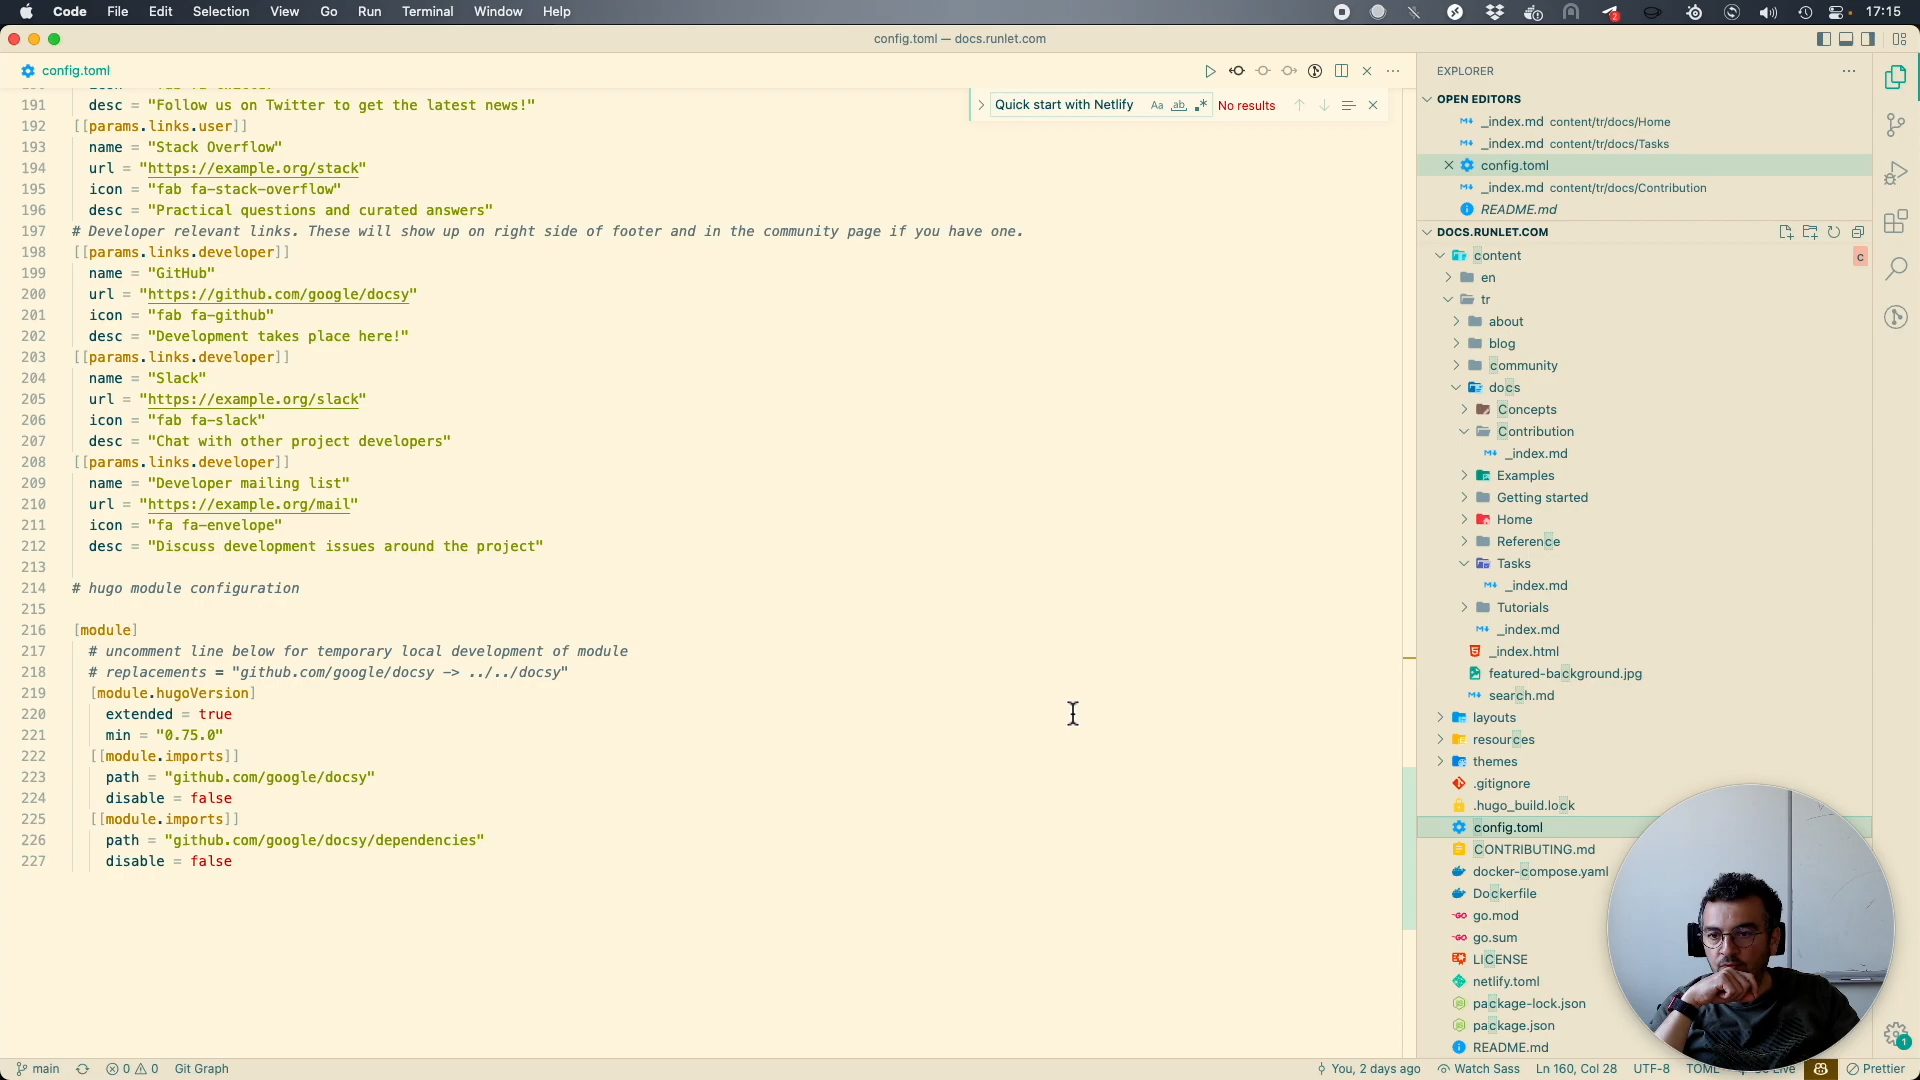 Code File Edit Selection View Go Run Terminal Window Help 17:15
config.toml — docs.runlet.com
config.toml
Quick start with Netlify No results
191 desc = "Follow us on Twitter to get the latest news!"
192 [[params.links.user]]
193 name = "Stack Overflow"
194 url = "https://example.org/stack"
195 icon = "fab fa-stack-overflow"
196 desc = "Practical questions and curated answers"
197 # Developer relevant links. These will show up on right side of footer and in the community page if you have one.
198 [[params.links.developer]]
199 name = "GitHub"
200 url = "https://github.com/google/docsy"
201 icon = "fab fa-github"
202 desc = "Development takes place here!"
203 [[params.links.developer]]
204 name = "Slack"
205 url = "https://example.org/slack"
206 icon = "fab fa-slack"
207 desc = "Chat with other project developers"
208 [[params.links.developer]]
209 name = "Developer mailing list"
210 url = "https://example.org/mail"
211 icon = "fa fa-envelope"
212 desc = "Discuss development issues around the project"
213
214 # hugo module configuration
215
216 [module]
217 # uncomment line below for temporary local development of module
218 # replacements = "github.com/google/docsy -> ../../docsy"
219 [module.hugoVersion]
220 extended = true
221 min = "0.75.0"
222 [[module.imports]]
223 path = "github.com/google/docsy"
224 disable = false
225 [[module.imports]]
226 path = "github.com/google/docsy/dependencies"
227 disable = false
EXPLORER
OPEN EDITORS
_index.md content/tr/docs/Home
_index.md content/tr/docs/Tasks
config.toml
_index.md content/tr/docs/Contribution
README.md
DOCS.RUNLET.COM
content c
en
tr
about
blog
community
docs
Concepts
Contribution
_index.md
Examples
Getting started
Home
Reference
Tasks
_index.md
Tutorials
_index.md
_index.html
featured-background.jpg
search.md
layouts
resources
themes
.gitignore
.hugo_build.lock
config.toml
CONTRIBUTING.md
docker-compose.yaml
Dockerfile
go.mod
go.sum
LICENSE
netlify.toml
package-lock.json
package.json
README.md
main 0 0 Git Graph You, 2 days ago Watch Sass Ln 160, Col 28 UTF-8 TOML Live Prettier